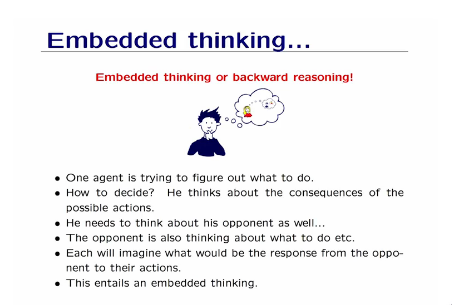 Embedded thinking...
Embedded thinking or backward reasoning!
• One agent is trying to figure out what to do.
• How to decide? He thinks about the consequences of the
possible actions.
• He needs to think about his opponent as well...
• The opponent is also thinking about what to do etc.
• Each will imagine what would be the response from the oppo-
nent to their actions.
• This entails an embedded thinking.